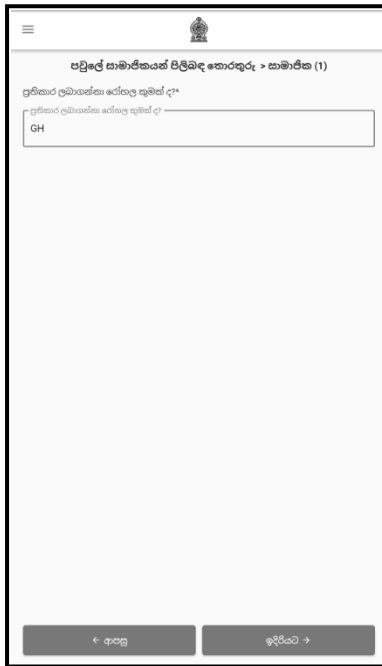 පවුලේ සාමාජිකයන් පිලිබඳ තොරතුරු > සාමාජික (1)
ප්‍රතිකාර ලබාගන්නා රෝහල කුමක් ද?*
ප්‍රතිකාර ලබාගන්නා රෝහල කුමක් ද?
GH
← ආපසු
ඉදිරියට →